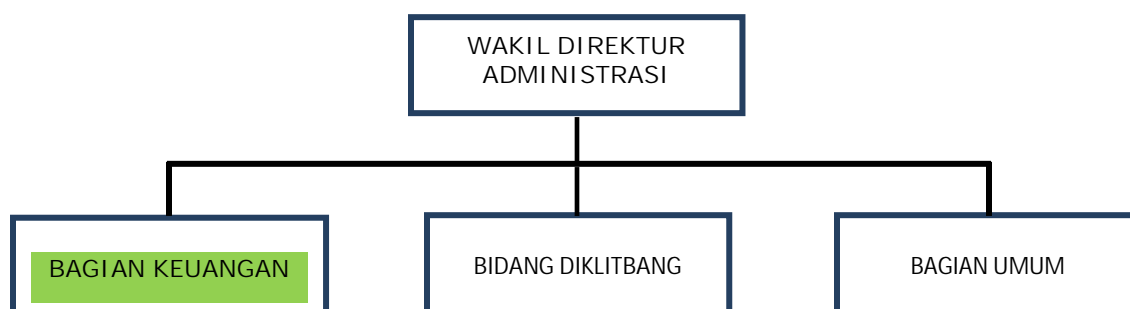 WAKIL DIREKTUR
ADMINISTRASI
BAGIAN KEUANGAN
BIDANG DIKLITBANG
BAGIAN UMUM